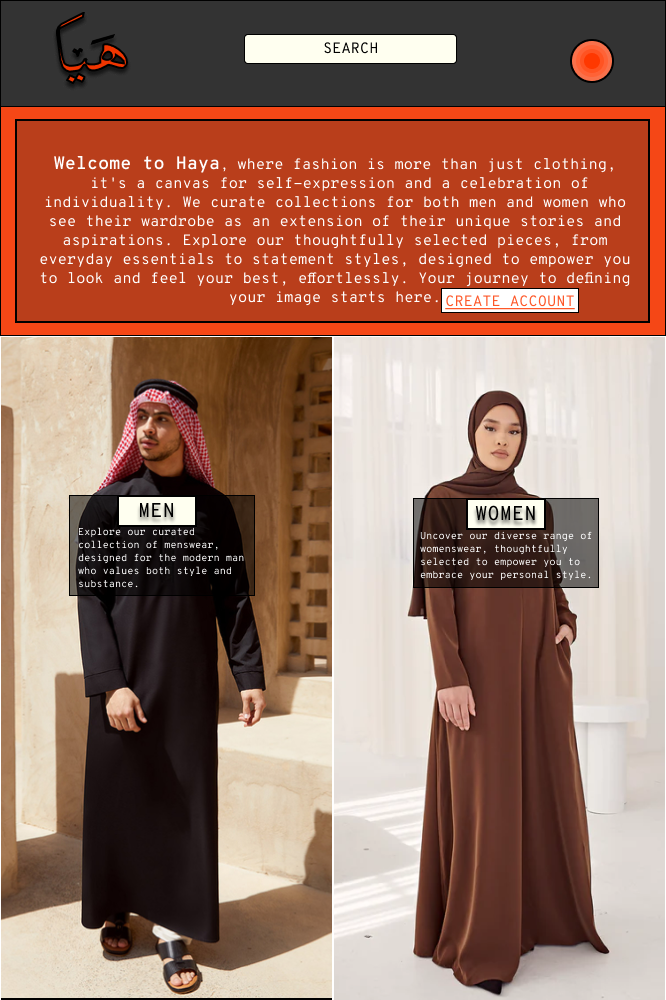 هَيَا
SEARCH
Welcome to Haya, where fashion is more than just clothing,
it's a canvas for self-expression and a celebration of
individuality. We curate collections for both men and women who
see their wardrobe as an extension of their unique stories and
aspirations. Explore our thoughtfully selected pieces, from
everyday essentials to statement styles, designed to empower you
to look and feel your best, effortlessly. Your journey to defining
your image starts here. CREATE ACCOUNT
MEN
Explore our curated
collection of menswear,
designed for the modern man
who values both style and
substance.
WOMEN
Uncover our diverse range of
womenswear, thoughtfully
selected to empower you to
embrace your personal style.